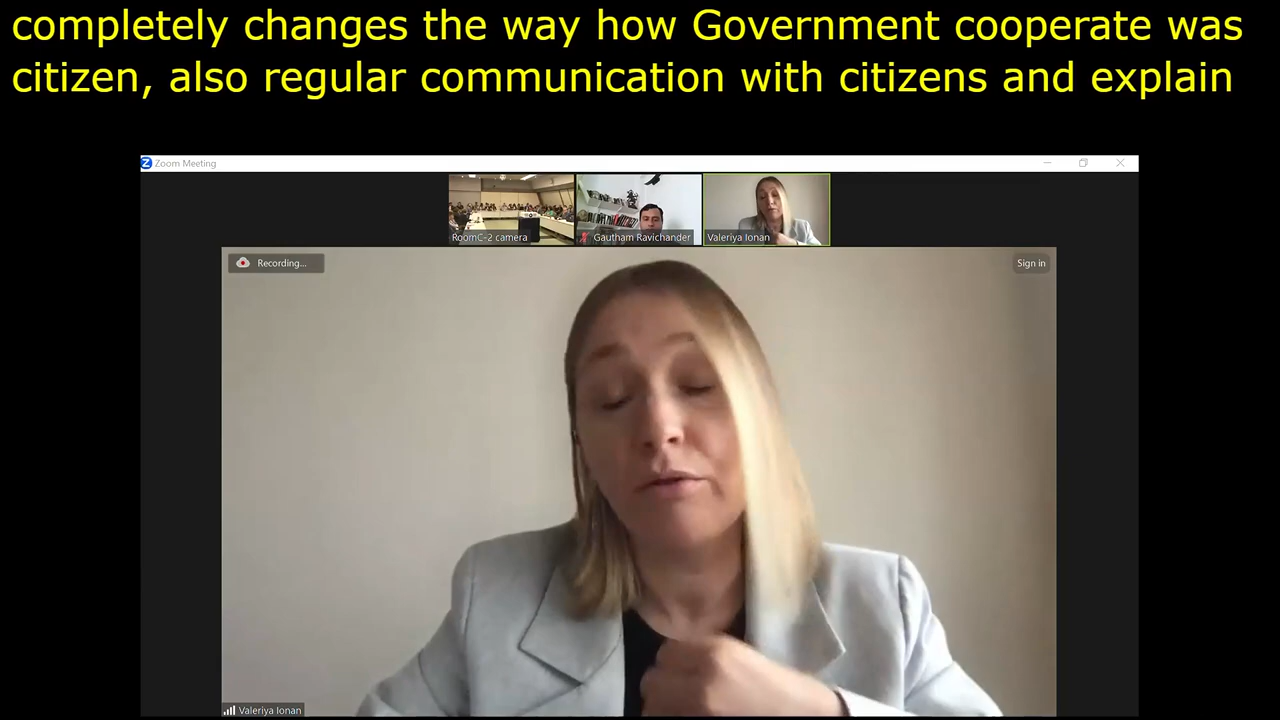 completely changes the way how Government cooperate was
citizen, also regular communication with citizens and explain
Zoom Meeting
RoomC-2 camera
Gautham Ravichander
Valeriya Ionan
Recording...
Sign in
Valeriya Ionan